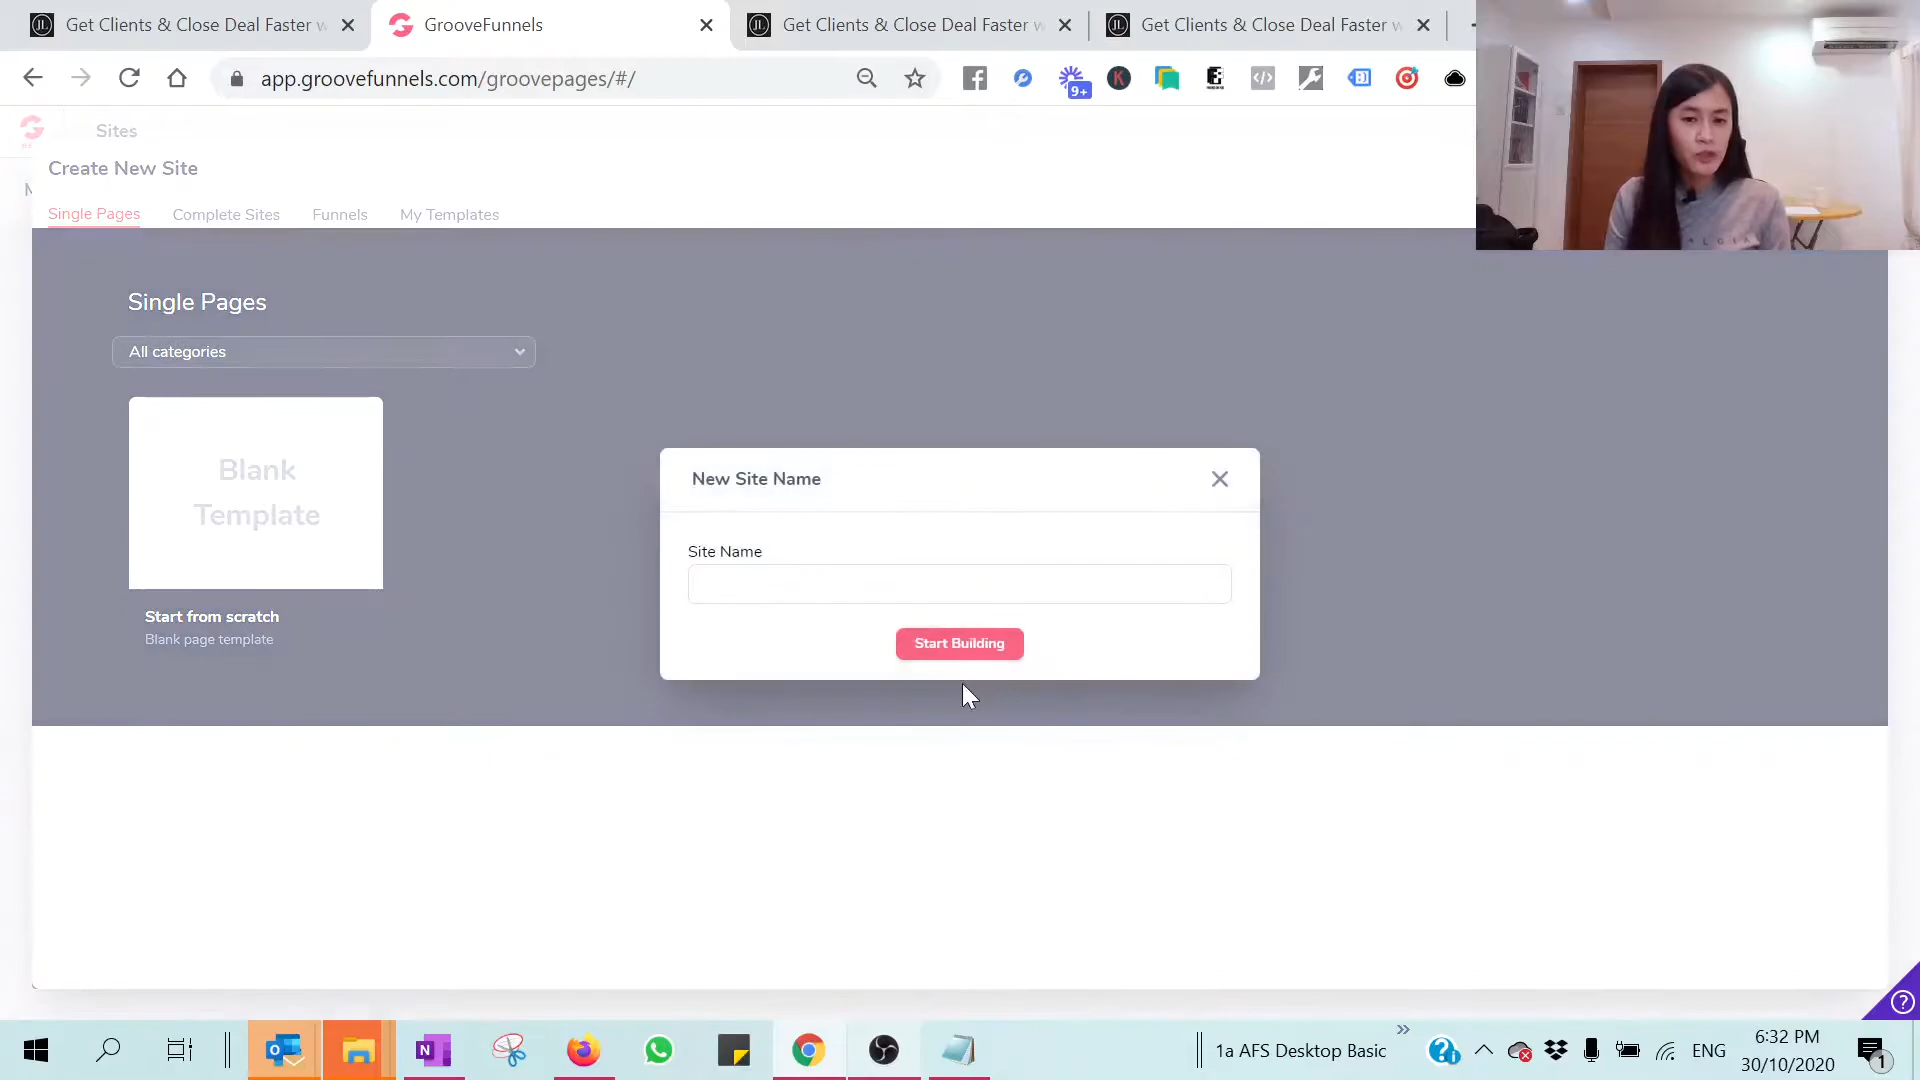 Get Clients & Close Deal Faster w
GrooveFunnels
Get Clients & Close Deal Faster w
Get Clients & Close Deal Faster w
app.groovefunnels.com/groovepages/#/
9+
K
Sites
Create New Site
Single Pages
Complete Sites
Funnels
My Templates
Single Pages
All categories
Blank
Template
Start from scratch
Blank page template
New Site Name
Site Name
Start Building
1a AFS Desktop Basic
ENG
6:32 PM
30/10/2020
1